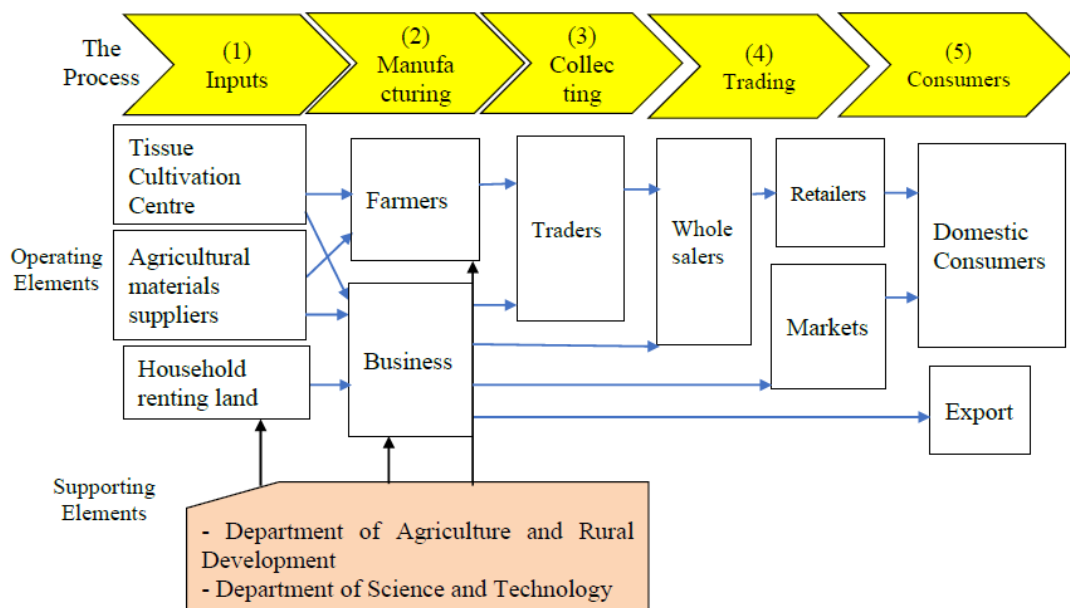 The
Process
(1)
Inputs
(2)
Manufa
cturing
(3)
Collec
ting
(4)
Trading
(5)
Consumers
Operating
Elements
Tissue
Cultivation
Centre
Agricultural
materials
suppliers
Household
renting land
Farmers
Business
Traders
Whole
salers
Retailers
Markets
Domestic
Consumers
Export
Supporting
Elements
- Department of Agriculture and Rural
Development
- Department of Science and Technology